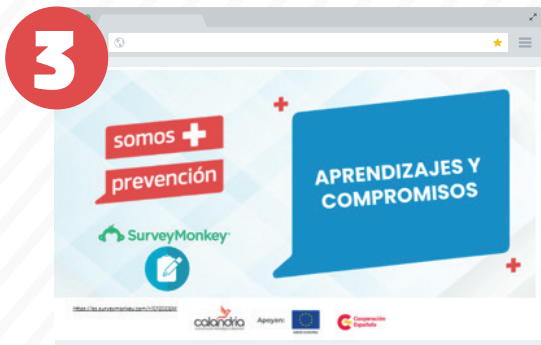 3
somos +
prevención
SurveyMonkey
APRENDIZAJES Y
COMPROMISOS
calandria
Apoyan:
Cooperación
Española